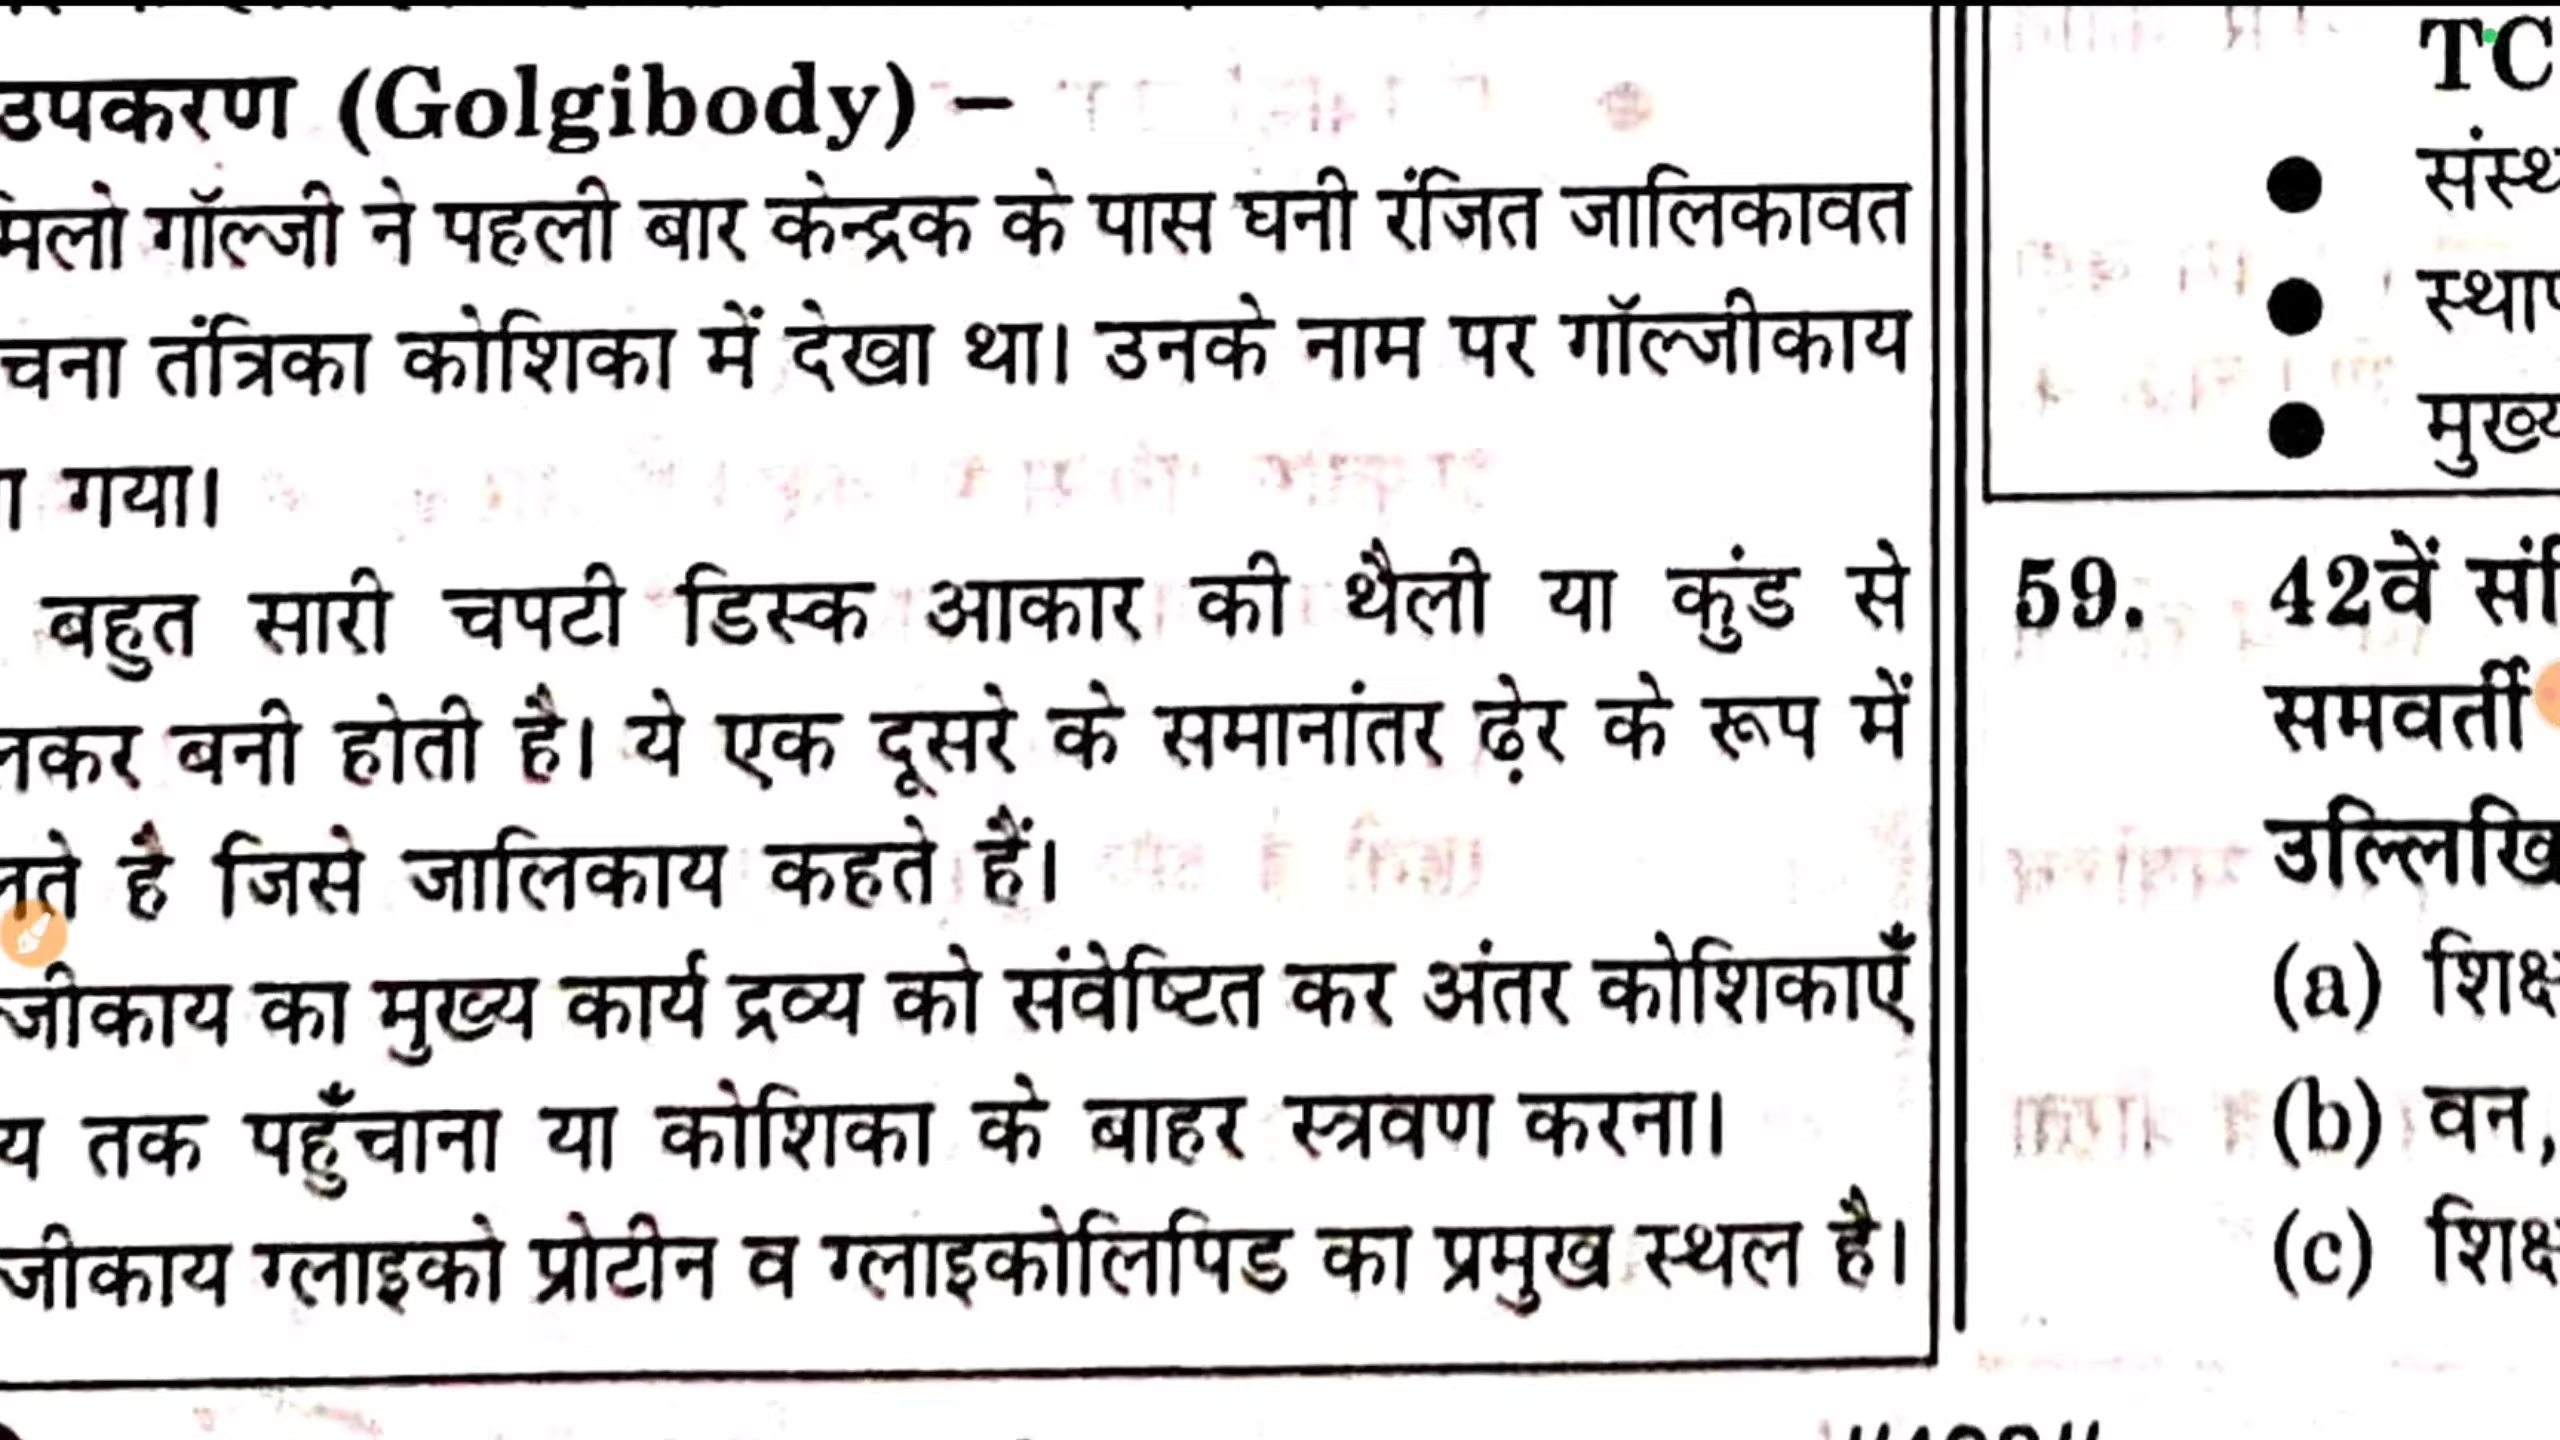 उपकरण (Golgibody) –
मिलो गॉल्जी ने पहली बार केन्द्रक के पास घनी रंजित जालिकावत
चना तंत्रिका कोशिका में देखा था। उनके नाम पर गॉल्जीकाय
गया।
बहुत सारी चपटी डिस्क आकार की थैली या कुंड से
कर बनी होती है। ये एक दूसरे के समानांतर ढ़ेर के रूप में
ते है जिसे जालिकाय कहते हैं।
जीकाय का मुख्य कार्य द्रव्य को संवेष्टित कर अंतर कोशिकाएँ
य तक पहुँचाना या कोशिका के बाहर स्त्रवण करना।
जीकाय ग्लाइको प्रोटीन व ग्लाइकोलिपिड का प्रमुख स्थल है।
TC
● संस्थ
● स्थाप
● मुख्य
59. 42वें सं
समवर्ती
उल्लिखि
(a) शिक्ष
(b) वन,
(c) शिक्ष